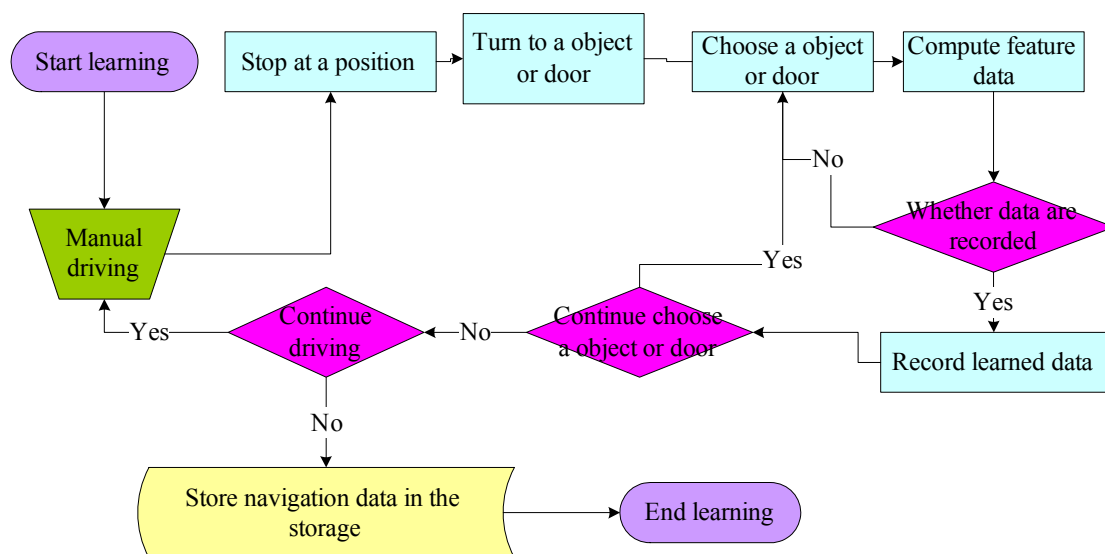 Start learning
Stop at a position
Turn to a object
or door
Choose a object
or door
Compute feature
data
No
Whether data are
recorded
Manual
driving
Yes
Yes
Continue
driving
Yes
No
Continue choose
a object or door
Record learned data
No
Store navigation data in the
storage
End learning